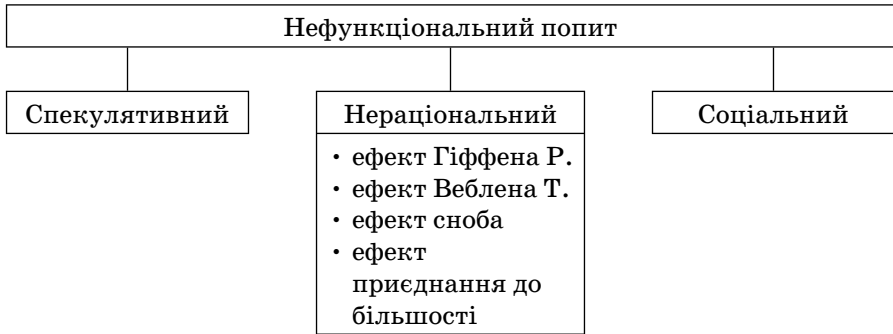 Нефункціональний попит
Спекулятивний
Нераціональний
• ефект Гіффена Р.
• ефект Веблена Т.
• ефект сноба
• ефект
приєднання до
більшості
Соціальний